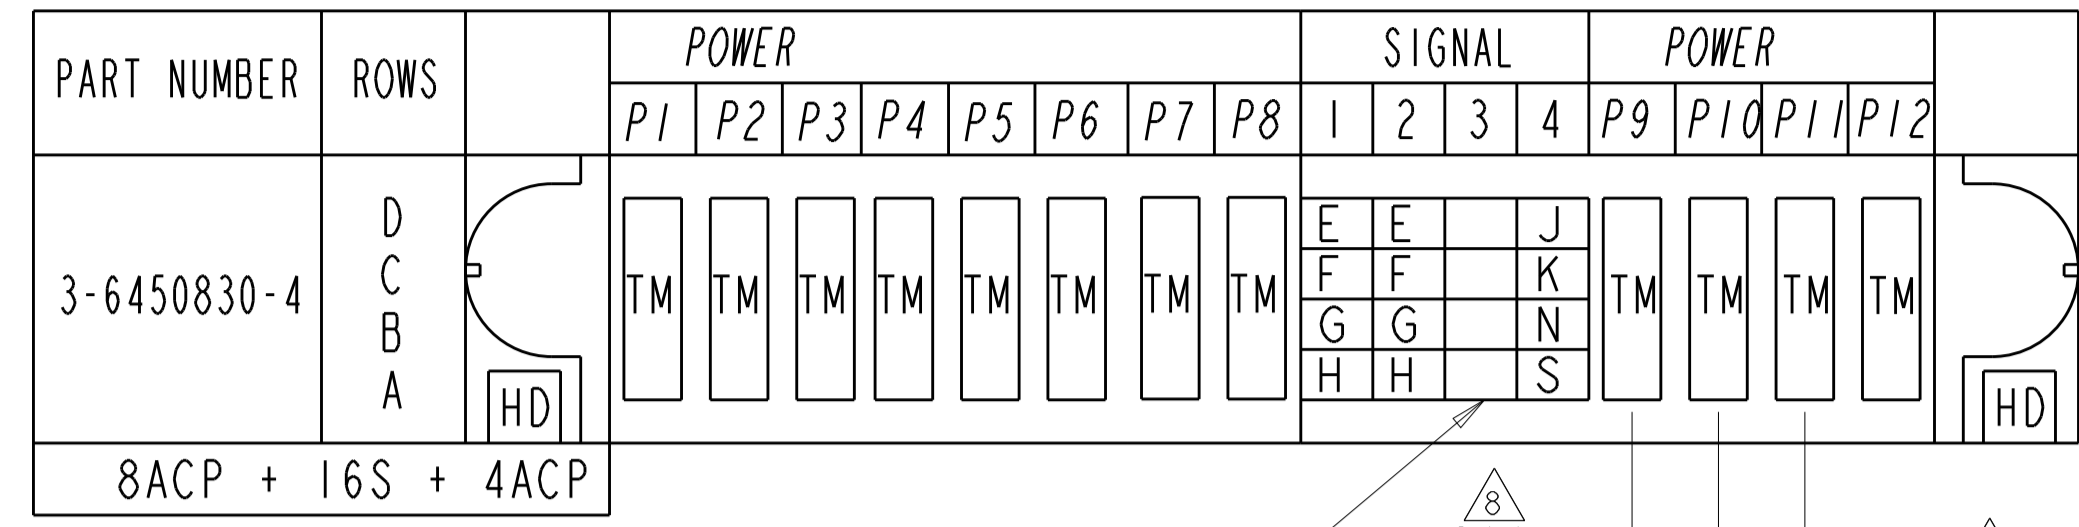 PART NUMBER ROWS POWER SIGNAL POWER
P1 P2 P3 P4 P5 P6 P7 P8 1 2 3 4 P9 P10 P11 P12
3-6450830-4
D
C
B
A
HD
TM TM TM TM TM TM TM TM
E E J
F F K
G G N
H H S
TM TM TM TM
HD
8ACP + 16S + 4ACP
8